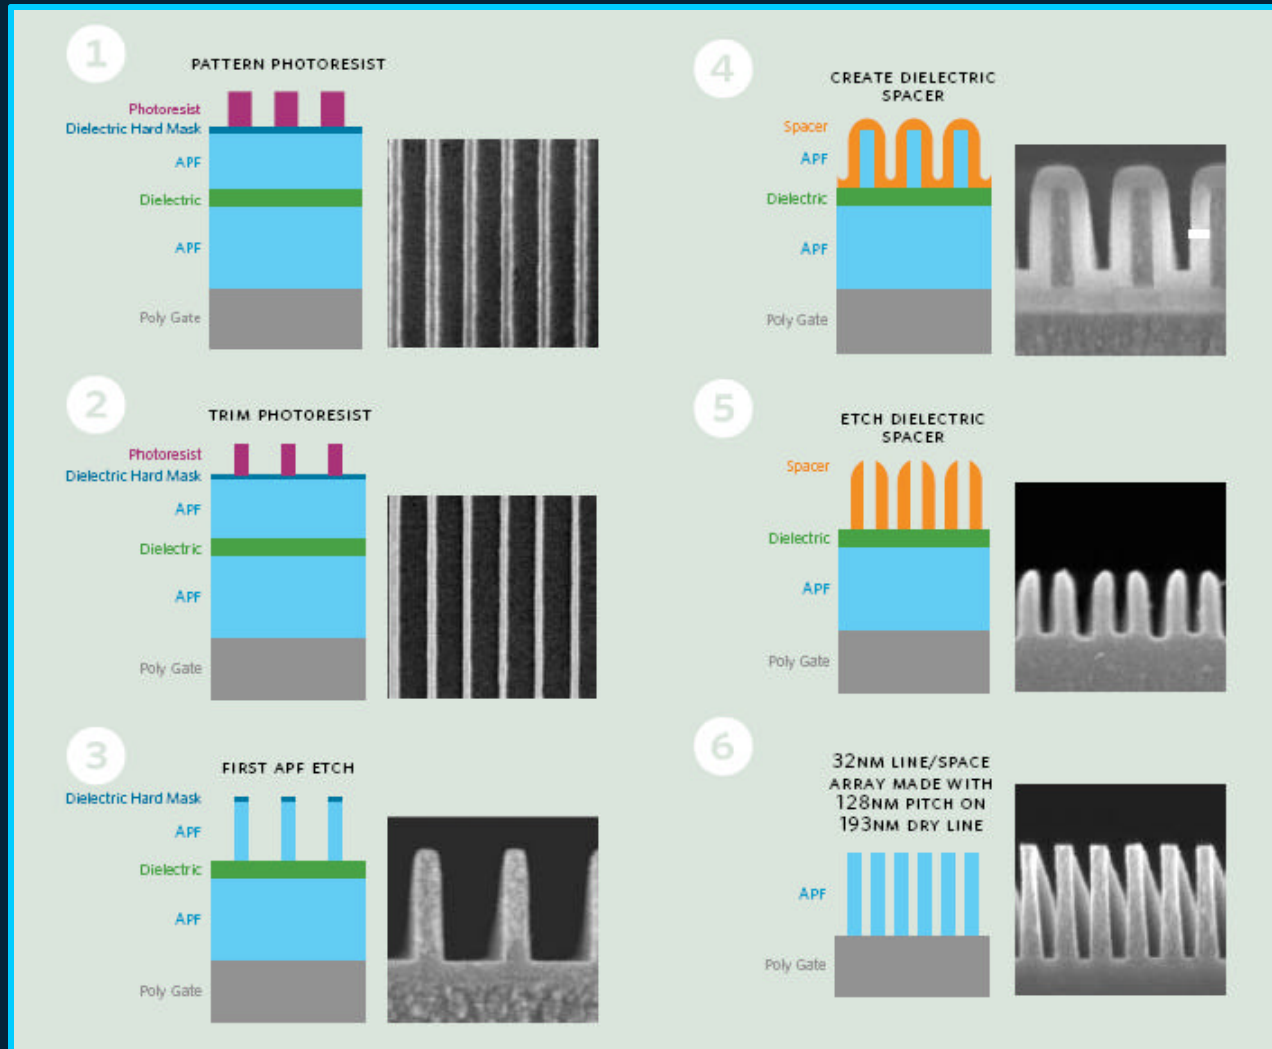 1
PATTERN PHOTORESIST
Photoresist
Dielectric Hard Mask
APF
Dielectric
APF
Poly Gate
2
TRIM PHOTORESIST
Photoresist
Dielectric Hard Mask
APF
Dielectric
APF
Poly Gate
3
FIRST APF ETCH
Dielectric Hard Mask
APF
Dielectric
APF
Poly Gate
4
CREATE DIELECTRIC
SPACER
Spacer
APF
Dielectric
APF
Poly Gate
5
ETCH DIELECTRIC
SPACER
Spacer
Dielectric
APF
Poly Gate
6
32NM LINE/SPACE
ARRAY MADE WITH
128NM PITCH ON
193NM DRY LINE
APF
Poly Gate